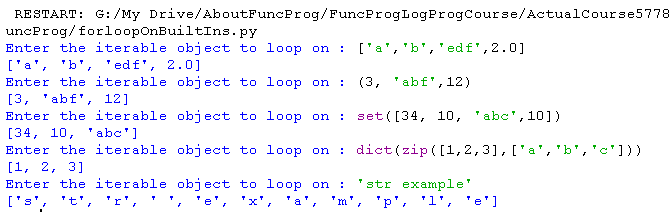 RESTART: G:/My Drive/AboutFuncProg/FuncProgLogProgCourse/ActualCourse5778
uncProg/forloopOnBuiltIns.py
Enter the iterable object to loop on : ['a','b','edf',2.0]
['a', 'b', 'edf', 2.0]
Enter the iterable object to loop on : (3, 'abf',12)
[3, 'abf', 12]
Enter the iterable object to loop on : set([34, 10, 'abc',10])
[34, 10, 'abc']
Enter the iterable object to loop on : dict(zip([1,2,3],['a','b','c']))
[1, 2, 3]
Enter the iterable object to loop on : 'str example'
['s', 't', 'r', ' ', 'e', 'x', 'a', 'm', 'p', 'l', 'e']